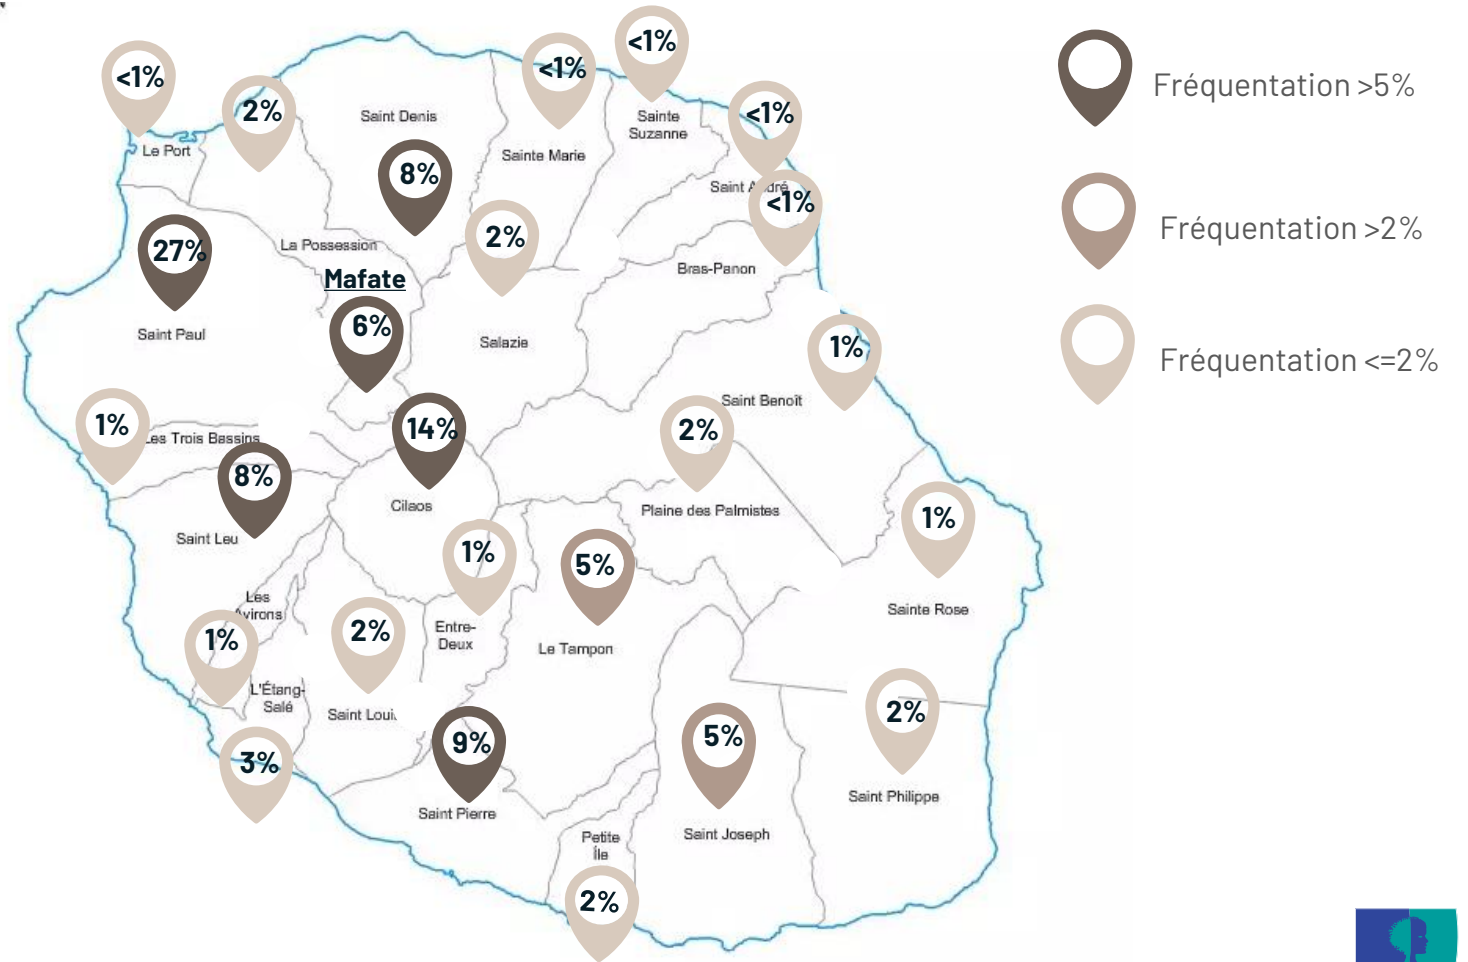 <1%
<1%
<1%
2%
<1%
Saint Denis
Sainte
Suzanne
Le Port
Sainte Marie
8%
Saint André
<1%
27%
2%
La Possession
Bras-Panon
Mafate
6%
Saint Paul
Salazie
1%
Saint Benoît
1%
Les Trois Bassins
14%
2%
8%
Cilaos
Plaine des Palmistes
1%
Saint Leu
1%
5%
Les
Avirons
Sainte Rose
1%
2%
Entre-
Deux
Le Tampon
L'Étang-
Salé
Saint Loui
2%
3%
9%
5%
Saint Philippe
Saint Pierre
Saint Joseph
Petite
Île
2%
Fréquentation >5%
Fréquentation >2%
Fréquentation <=2%